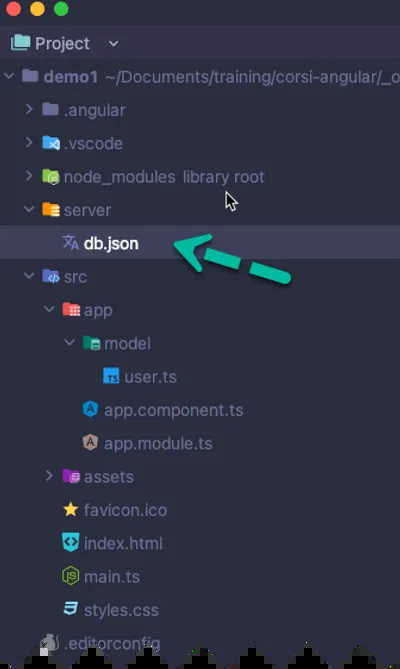 Project
demo1 ~/Documents/training/corsi-angular/_o
.angular
.vscode
node_modules library root
server
db.json
src
app
model
TS user.ts
A app.component.ts
A app.module.ts
assets
favicon.ico
index.html
JS main.ts
styles.css
.editorconfig